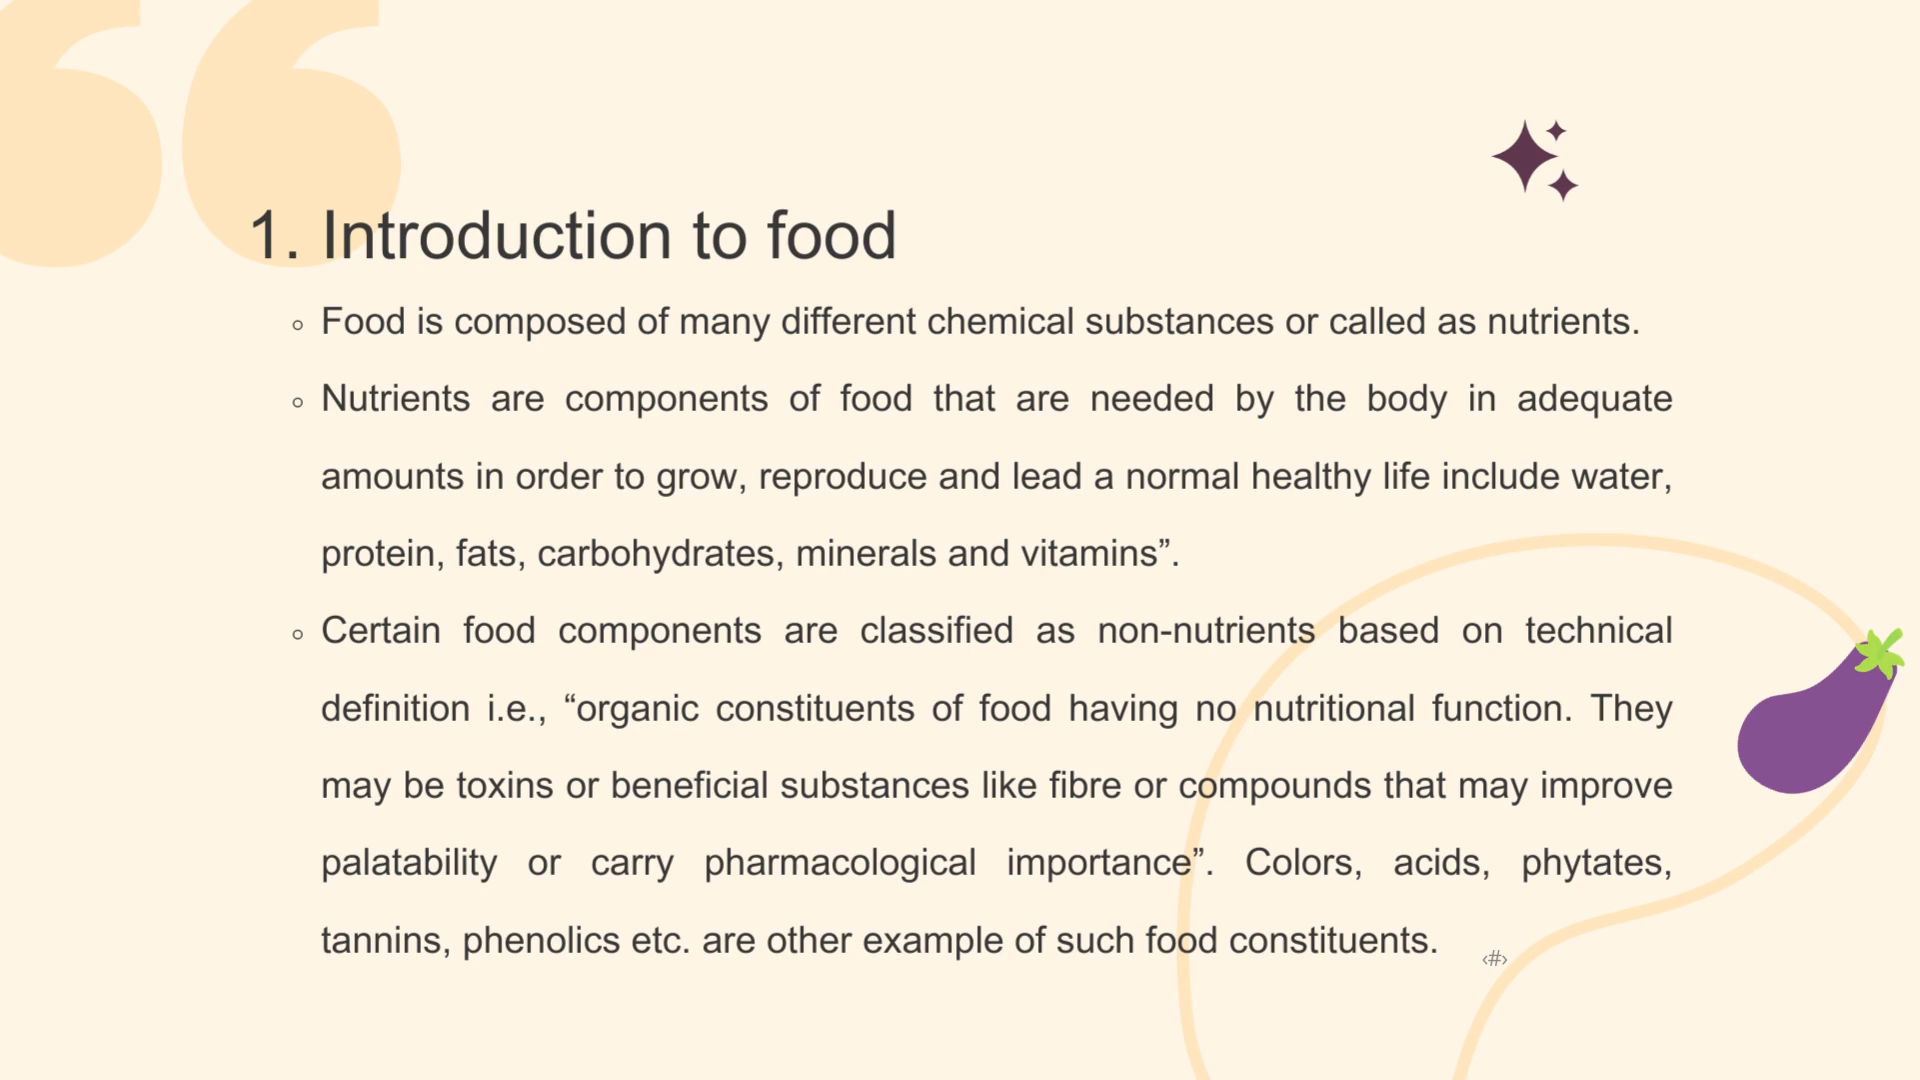 1. Introduction to food
◦ Food is composed of many different chemical substances or called as nutrients.
◦ Nutrients are components of food that are needed by the body in adequate
amounts in order to grow, reproduce and lead a normal healthy life include water,
protein, fats, carbohydrates, minerals and vitamins”.
◦ Certain food components are classified as non-nutrients based on technical
definition i.e., “organic constituents of food having no nutritional function. They
may be toxins or beneficial substances like fibre or compounds that may improve
palatability or carry pharmacological importance”. Colors, acids, phytates,
tannins, phenolics etc. are other example of such food constituents.
‹#›